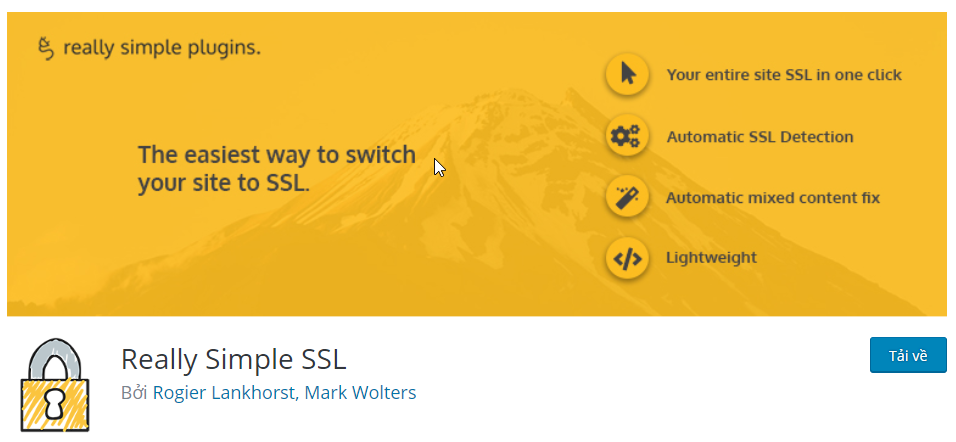 really simple plugins.
Your entire site SSL in one click
Automatic SSL Detection
The easiest way to switch
your site to SSL.
Automatic mixed content fix
Lightweight
Really Simple SSL
Tải về
Bởi Rogier Lankhorst, Mark Wolters